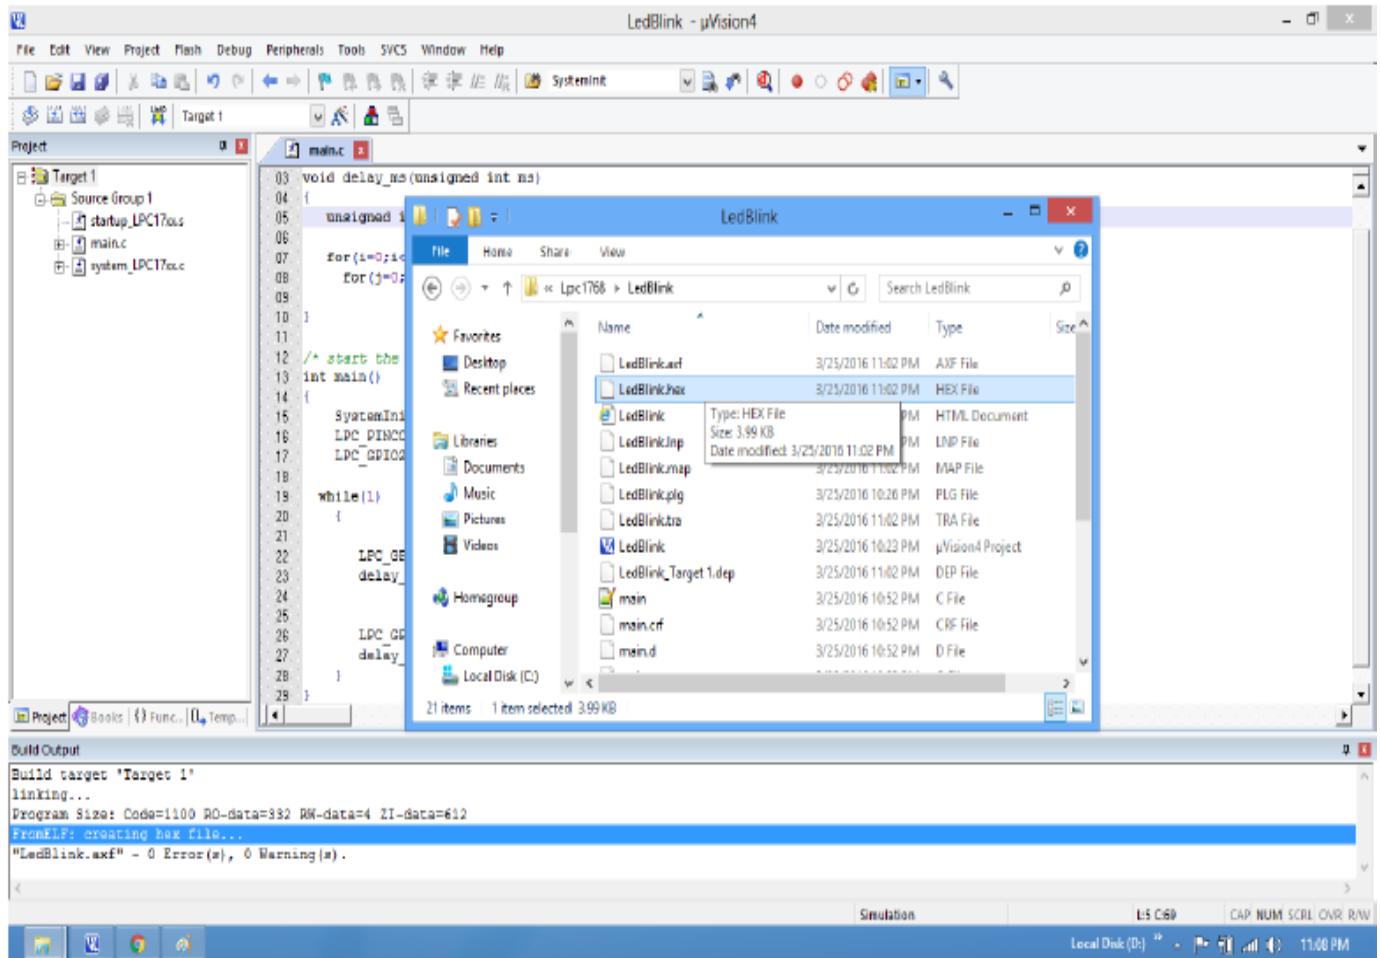 LedBlink - µVision4
File Edit View Project Flash Debug Peripherals Tools SVCS Window Help
SystemInit
Target 1
Project
main.c
Target 1
Source Group 1
startup_LPC17xx.s
main.c
system_LPC17xx.c
03 void delay_ms(unsigned int ms)
04 {
05 unsigned i
06
07 for(i=0;i<
08 for(j=0;
09
10 }
11
12 /* start the
13 int main()
14 {
15 SystemIni
16 LPC_PINCO
17 LPC_GPIO2
18
19 while(1)
20 {
21
22 LPC_GP
23 delay_
24
25
26 LPC_GP
27 delay_
28 }
29 }
LedBlink
File Home Share View
« Lpc1768 LedBlink
Search LedBlink
Favorites
Desktop
Recent places
Libraries
Documents
Music
Pictures
Videos
Homegroup
Computer
Local Disk (C:)
Name Date modified Type Size
LedBlink.axf 3/25/2016 11:02 PM AXF File
LedBlink.hex 3/25/2016 11:02 PM HEX File
LedBlink PM HTML Document
LedBlink.lnp PM LNP File
LedBlink.map 3/25/2016 11:02 PM MAP File
LedBlink.plg 3/25/2016 10:26 PM PLG File
LedBlink.tra 3/25/2016 11:02 PM TRA File
LedBlink 3/25/2016 10:23 PM µVision4 Project
LedBlink_Target 1.dep 3/25/2016 11:02 PM DEP File
main 3/25/2016 10:52 PM C File
main.crf 3/25/2016 10:52 PM CRF File
main.d 3/25/2016 10:52 PM D File
Type: HEX File
Size: 3.99 KB
Date modified: 3/25/2016 11:02 PM
21 items 1 item selected 3.99 KB
Project Books {} Func... 0 Temp...
Build Output
Build target 'Target 1'
linking...
Program Size: Code=1100 RO-data=332 RW-data=4 ZI-data=612
FromELF: creating hex file...
"LedBlink.axf" - 0 Error(s), 0 Warning(s).
Simulation L:5 C:69 CAP NUM SCRL OVR R/W
Local Disk (D:) 11:08 PM